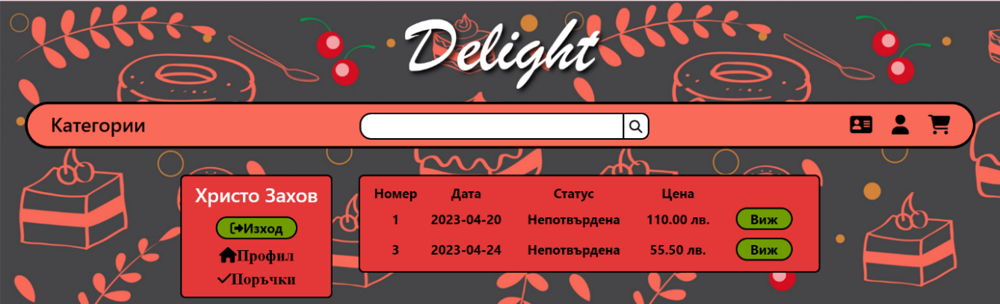 Delight
Категории
Христо Захов
Изход
Профил
Поръчки
Номер Дата Статус Цена
1 2023-04-20 Непотвърдена 110.00 лв. Виж
3 2023-04-24 Непотвърдена 55.50 лв. Виж